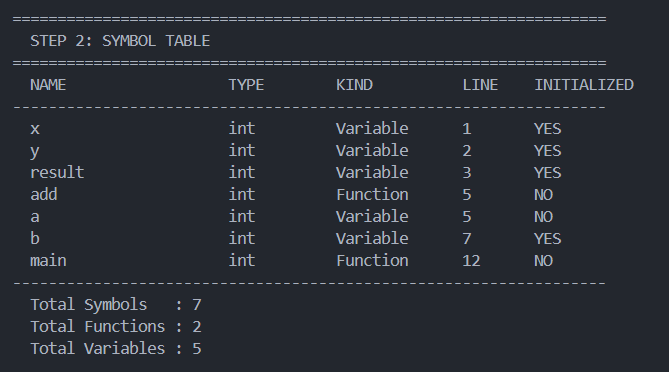 ==================================================================
STEP 2: SYMBOL TABLE
==================================================================
NAME TYPE KIND LINE INITIALIZED
------------------------------------------------------------------
x int Variable 1 YES
y int Variable 2 YES
result int Variable 3 YES
add int Function 5 NO
a int Variable 5 NO
b int Variable 7 YES
main int Function 12 NO
------------------------------------------------------------------
Total Symbols : 7
Total Functions : 2
Total Variables : 5